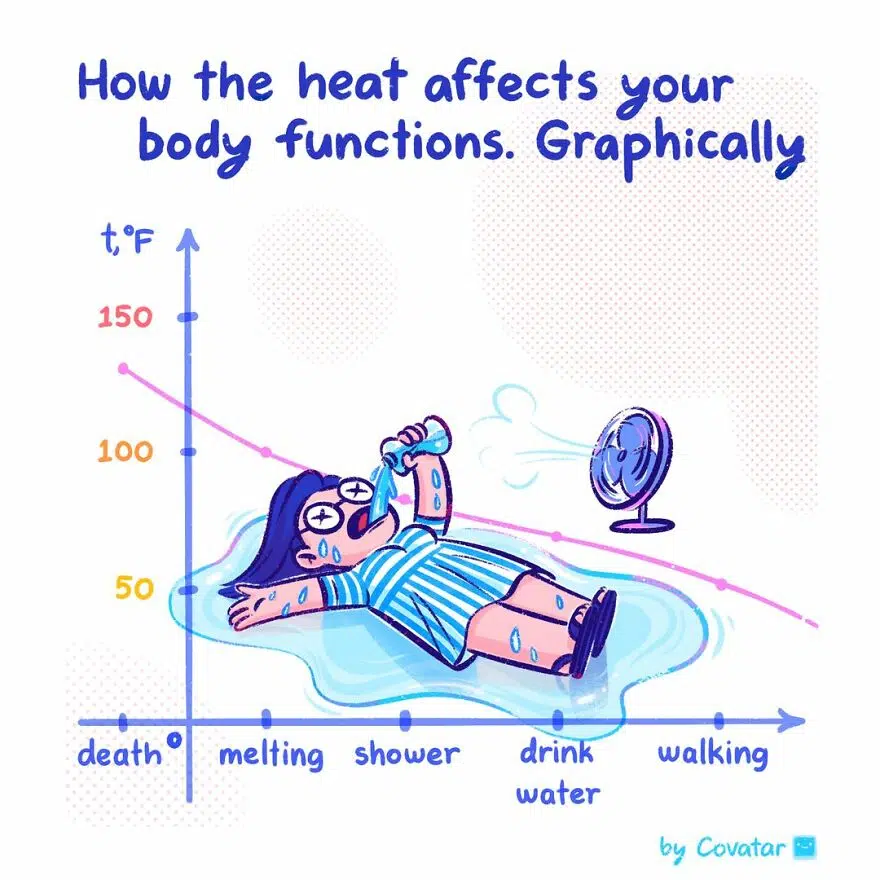 How the heat affects your
body functions. Graphically
t,°F
150
100
50
death° melting shower drink walking
water
by Covatar